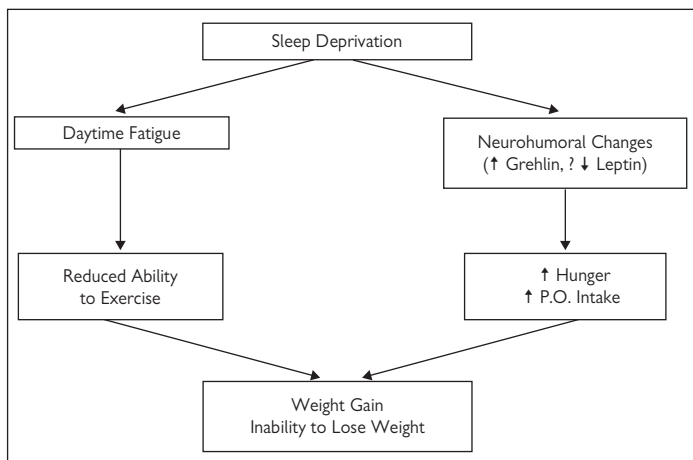 Sleep Deprivation
Daytime Fatigue
Neurohumoral Changes
(↑ Grehlin, ? ↓ Leptin)
Reduced Ability
to Exercise
↑ Hunger
↑ P.O. Intake
Weight Gain
Inability to Lose Weight